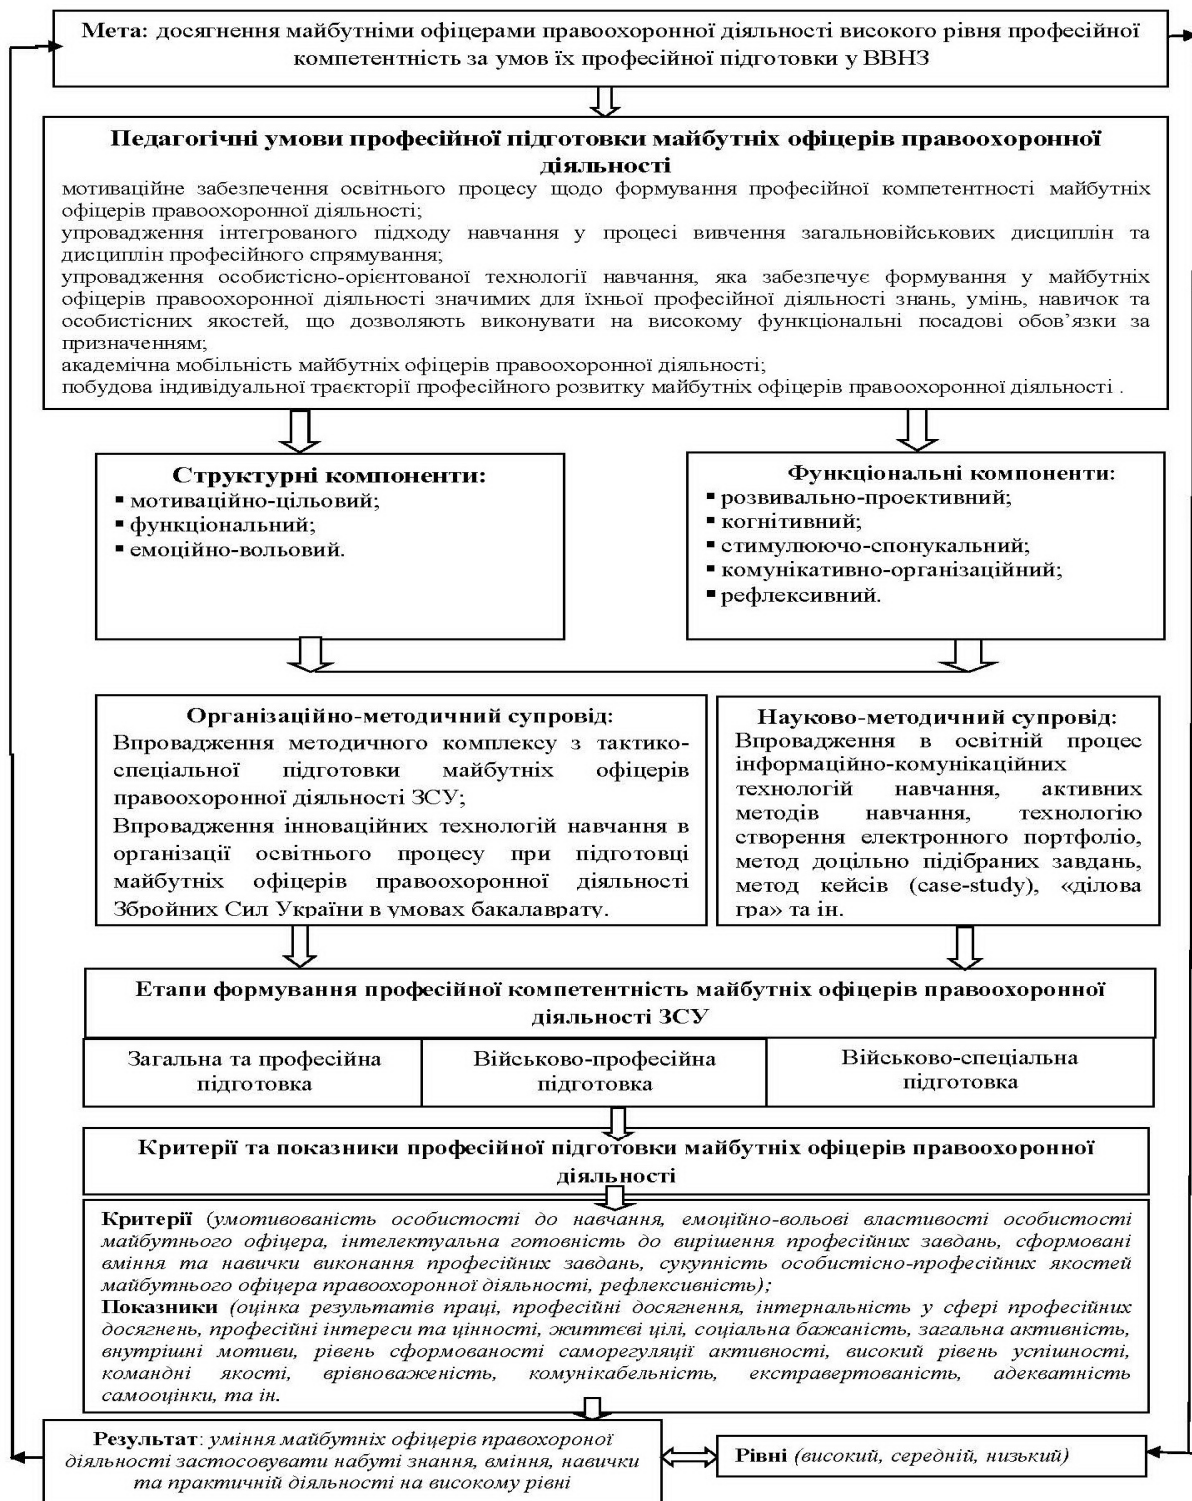 Мета: досягнення майбутніми офіцерами правоохоронної діяльності високого рівня професійної
компетентність за умов їх професійної підготовки у ВВНЗ
Педагогічні умови професійної підготовки майбутніх офіцерів правоохоронної
діяльності
мотиваційне забезпечення освітнього процесу щодо формування професійної компетентності майбутніх
офіцерів правоохоронної діяльності;
упровадження інтегрованого підходу навчання у процесі вивчення загальновійськових дисциплін та
дисциплін професійного спрямування;
упровадження особистісно-орієнтованої технології навчання, яка забезпечує формування у майбутніх
офіцерів правоохоронної діяльності значимих для їхньої професійної діяльності знань, умінь, навичок та
особистісних якостей, що дозволяють виконувати на високому функціональні посадові обов’язки за
призначенням;
академічна мобільність майбутніх офіцерів правоохоронної діяльності;
побудова індивідуальної траєкторії професійного розвитку майбутніх офіцерів правоохоронної діяльності .
Структурні компоненти:
▪ мотиваційно-цільовий;
▪ функціональний;
▪ емоційно-вольовий.
Функціональні компоненти:
▪ розвивально-проективний;
▪ когнітивний;
▪ стимулюючо-спонукальний;
▪ комунікативно-організаційний;
▪ рефлексивний.
Організаційно-методичний супровід:
Впровадження методичного комплексу з тактико-
спеціальної підготовки майбутніх офіцерів
правоохоронної діяльності ЗСУ;
Впровадження інноваційних технологій навчання в
організації освітнього процесу при підготовці
майбутніх офіцерів правоохоронної діяльності
Збройних Сил України в умовах бакалаврату.
Науково-методичний супровід:
Впровадження в освітній процес
інформаційно-комунікаційних
технологій навчання, активних
методів навчання, технологію
створення електронного портфоліо,
метод доцільно підібраних завдань,
метод кейсів (case-study), «ділова
гра» та ін.
Етапи формування професійної компетентність майбутніх офіцерів правоохоронної
діяльності ЗСУ
Загальна та професійна
підготовка
Військово-професійна
підготовка
Військово-спеціальна
підготовка
Критерії та показники професійної підготовки майбутніх офіцерів правоохоронної
діяльності
Критерії (умотивованість особистості до навчання, емоційно-вольові властивості особистості
майбутнього офіцера, інтелектуальна готовність до вирішення професійних завдань, сформовані
вміння та навички виконання професійних завдань, сукупність особистісно-професійних якостей
майбутнього офіцера правоохоронної діяльності, рефлексивність);
Показники (оцінка результатів праці, професійні досягнення, інтернальність у сфері професійних
досягнень, професійні інтереси та цінності, життєві цілі, соціальна бажаність, загальна активність,
внутрішні мотиви, рівень сформованості саморегуляції активності, високий рівень успішності,
командні якості, врівноваженість, комунікабельність, екстравертованість, адекватність
самооцінки, та ін.
Результат: уміння майбутніх офіцерів правохороної
діяльності застосовувати набуті знання, вміння, навички
та практичній діяльності на високому рівні
Рівні (високий, середній, низький)